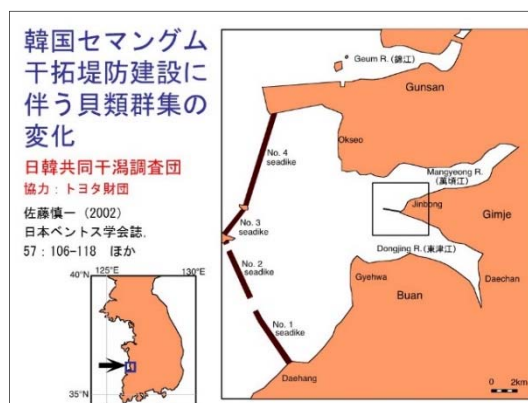 韓国セマングム
干拓堤防建設に
伴う貝類群集の
変化
日韓共同干潟調査団
協力：トヨタ財団
佐藤慎一（2002）
日本ベントス学会誌.
57：106–118　ほか
125°E
130°E
40°N
35°N
Geum R. (錦江)
Gunsan
Okseo
No. 4
seadike
Mangyeong R.
(萬頃江)
Jinbong
Gimje
No. 3
seadike
Dongjing R. (東津江)
No. 2
seadike
Gyehwa
Daechan
Buan
No. 1
seadike
Daehang
0
2km